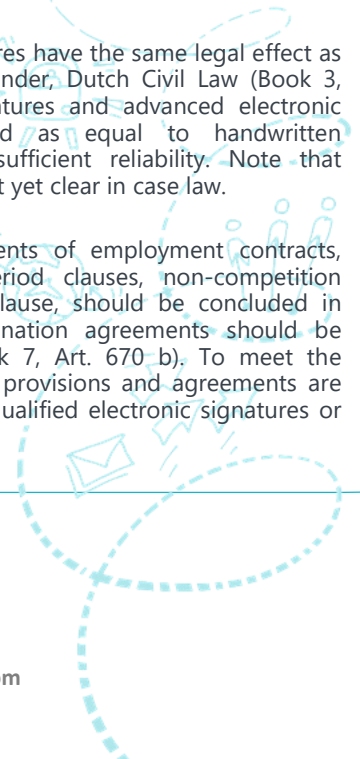 res have the same legal effect as
nder, Dutch Civil Law (Book 3,
atures and advanced electronic
d as equal to handwritten
sufficient reliability. Note that
t yet clear in case law.
ents of employment contracts,
eriod clauses, non-competition
lause, should be concluded in
nation agreements should be
k 7, Art. 670 b). To meet the
provisions and agreements are
ualified electronic signatures or
om